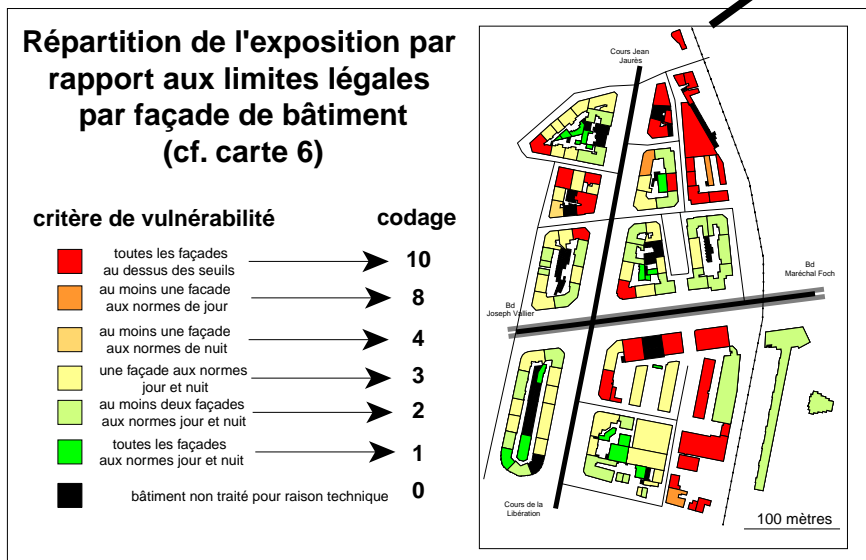 Répartition de l'exposition par
rapport aux limites légales
par façade de bâtiment
(cf. carte 6)
critère de vulnérabilité
codage
toutes les façades
au dessus des seuils
10
au moins une facade
aux normes de jour
8
au moins une façade
aux normes de nuit
4
une façade aux normes
jour et nuit
3
au moins deux façades
aux normes jour et nuit
2
toutes les façades
aux normes jour et nuit
1
bâtiment non traité pour raison technique
0
Cours Jean
Jaurès
Bd
Maréchal Foch
Bd
Joseph Vallier
Cours de la
Libération
100 mètres